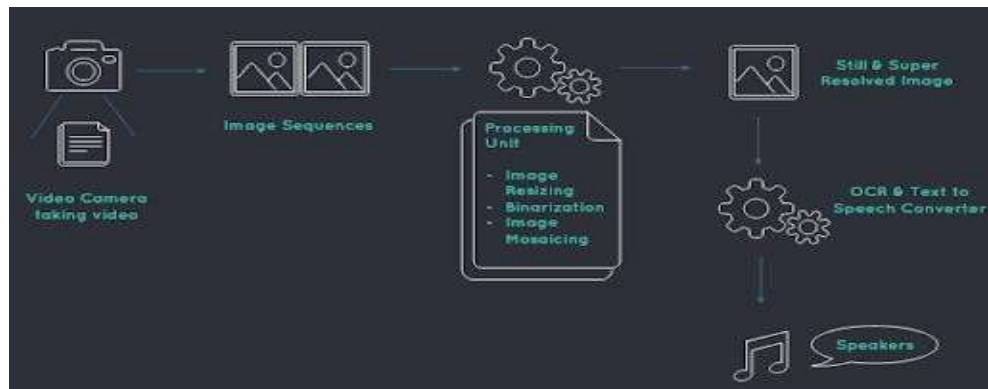 Video Camera
taking video
Image Sequences
Processing
Unit
- Image
Resizing
- Binarization
- Image
Mosaicing
Still & Super
Resolved Image
OCR & Text to
Speech Converter
Speakers